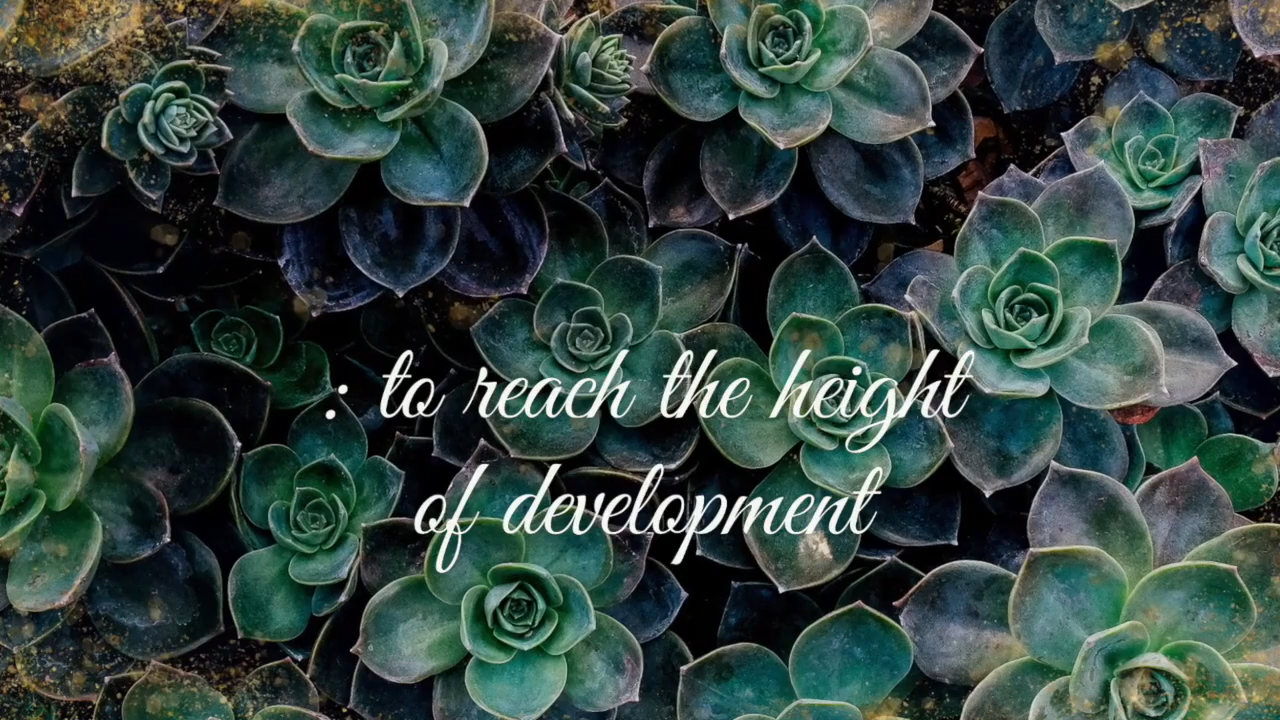 : to reach the height
of development